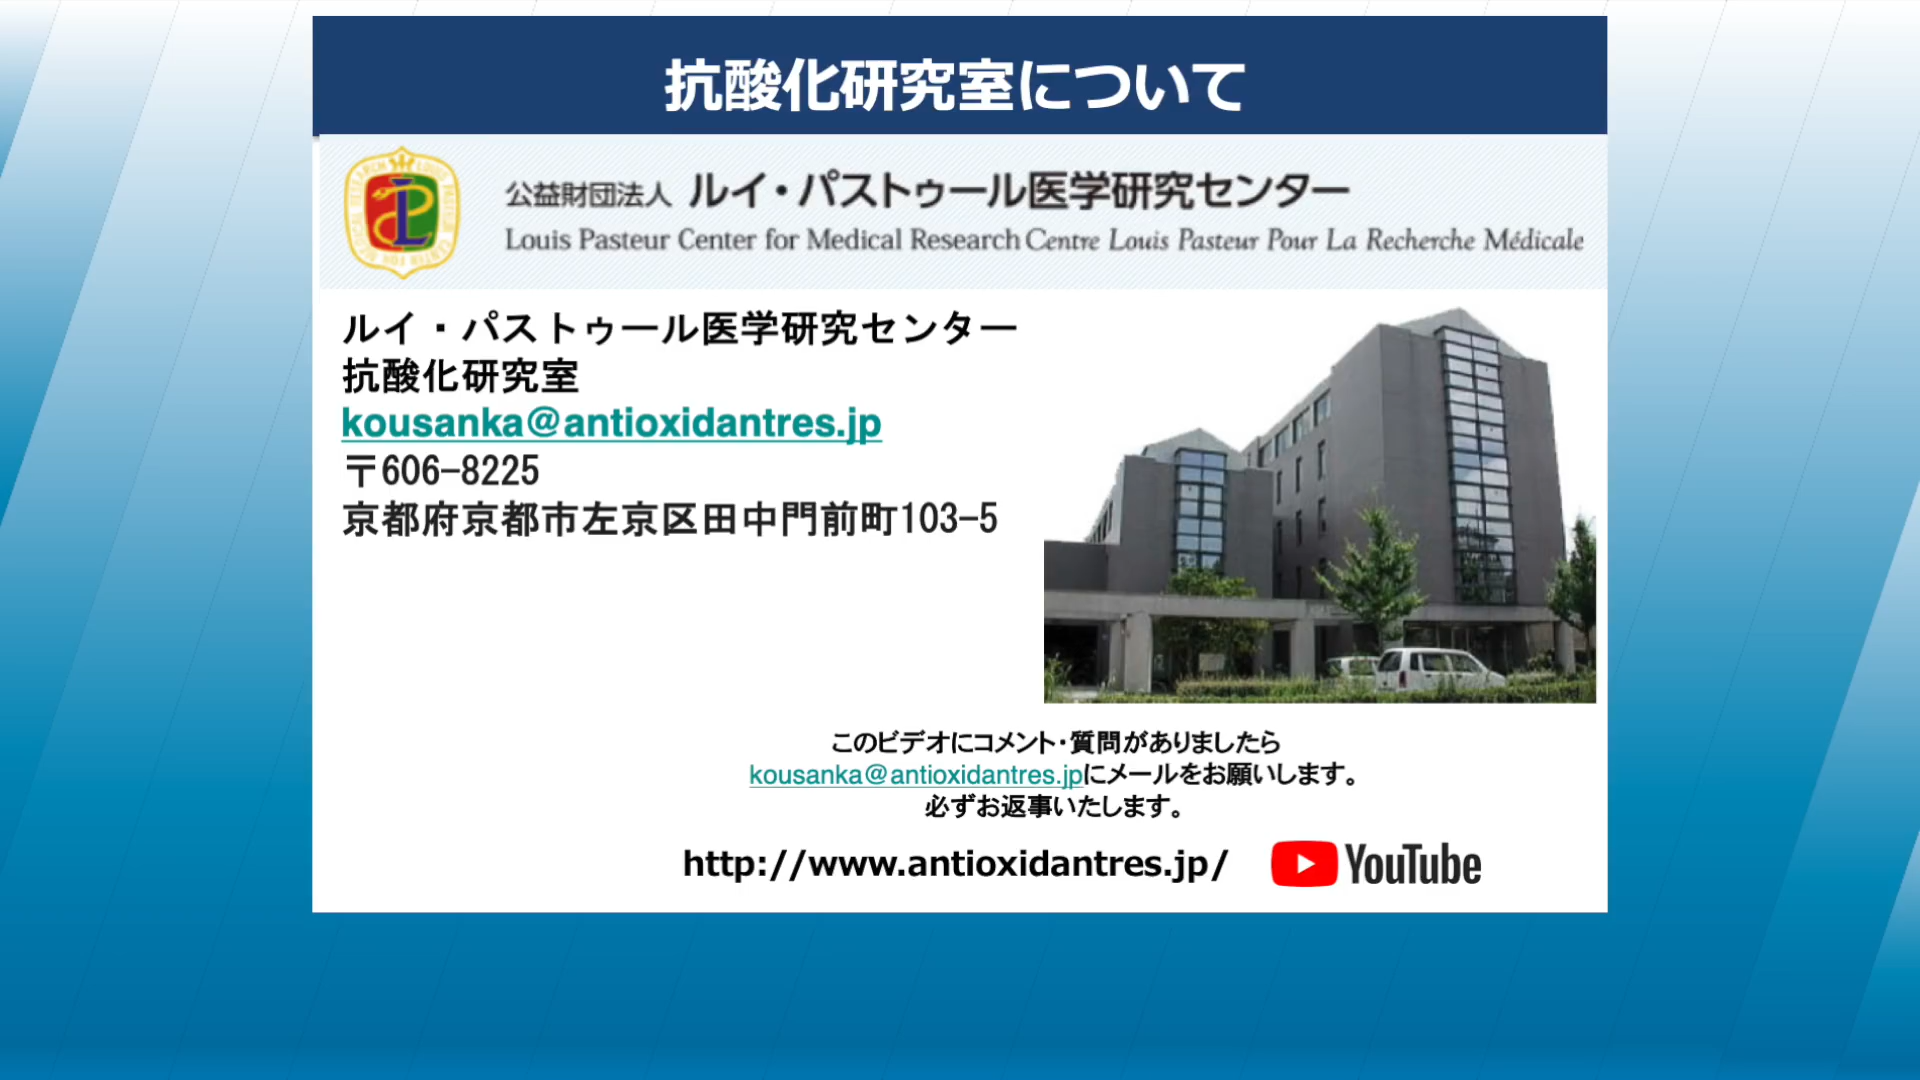 抗酸化研究室について
公益財団法人 ルイ・パストゥール医学研究センター
Louis Pasteur Center for Medical Research Centre Louis Pasteur Pour La Recherche Médicale
ルイ・パストゥール医学研究センター
抗酸化研究室
kousanka@antioxidantres.jp
〒606-8225
京都府京都市左京区田中門前町103-5
このビデオにコメント・質問がありましたら
kousanka@antioxidantres.jpにメールをお願いします。
必ずお返事いたします。
http://www.antioxidantres.jp/ YouTube